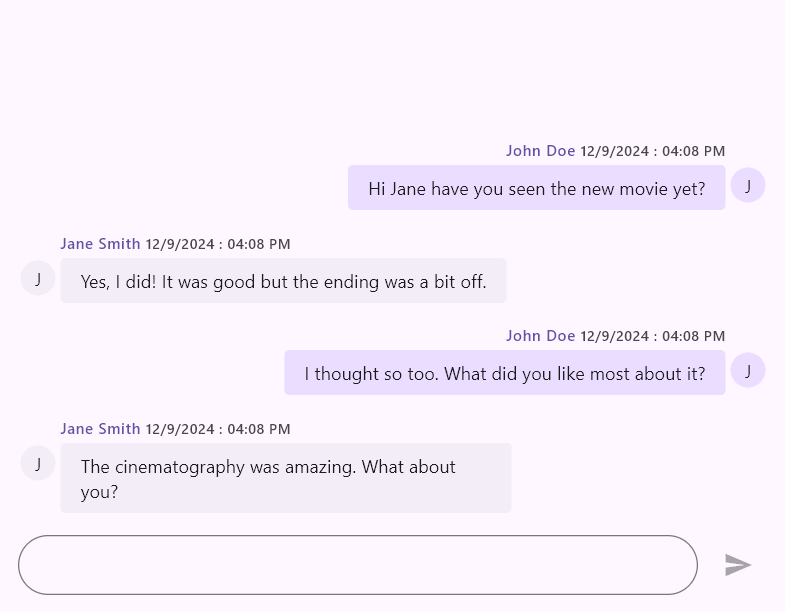 John Doe 12/9/2024 : 04:08 PM
Hi Jane have you seen the new movie yet?
J
Jane Smith 12/9/2024 : 04:08 PM
J
Yes, I did! It was good but the ending was a bit off.
John Doe 12/9/2024 : 04:08 PM
I thought so too. What did you like most about it?
J
Jane Smith 12/9/2024 : 04:08 PM
J
The cinematography was amazing. What about
you?